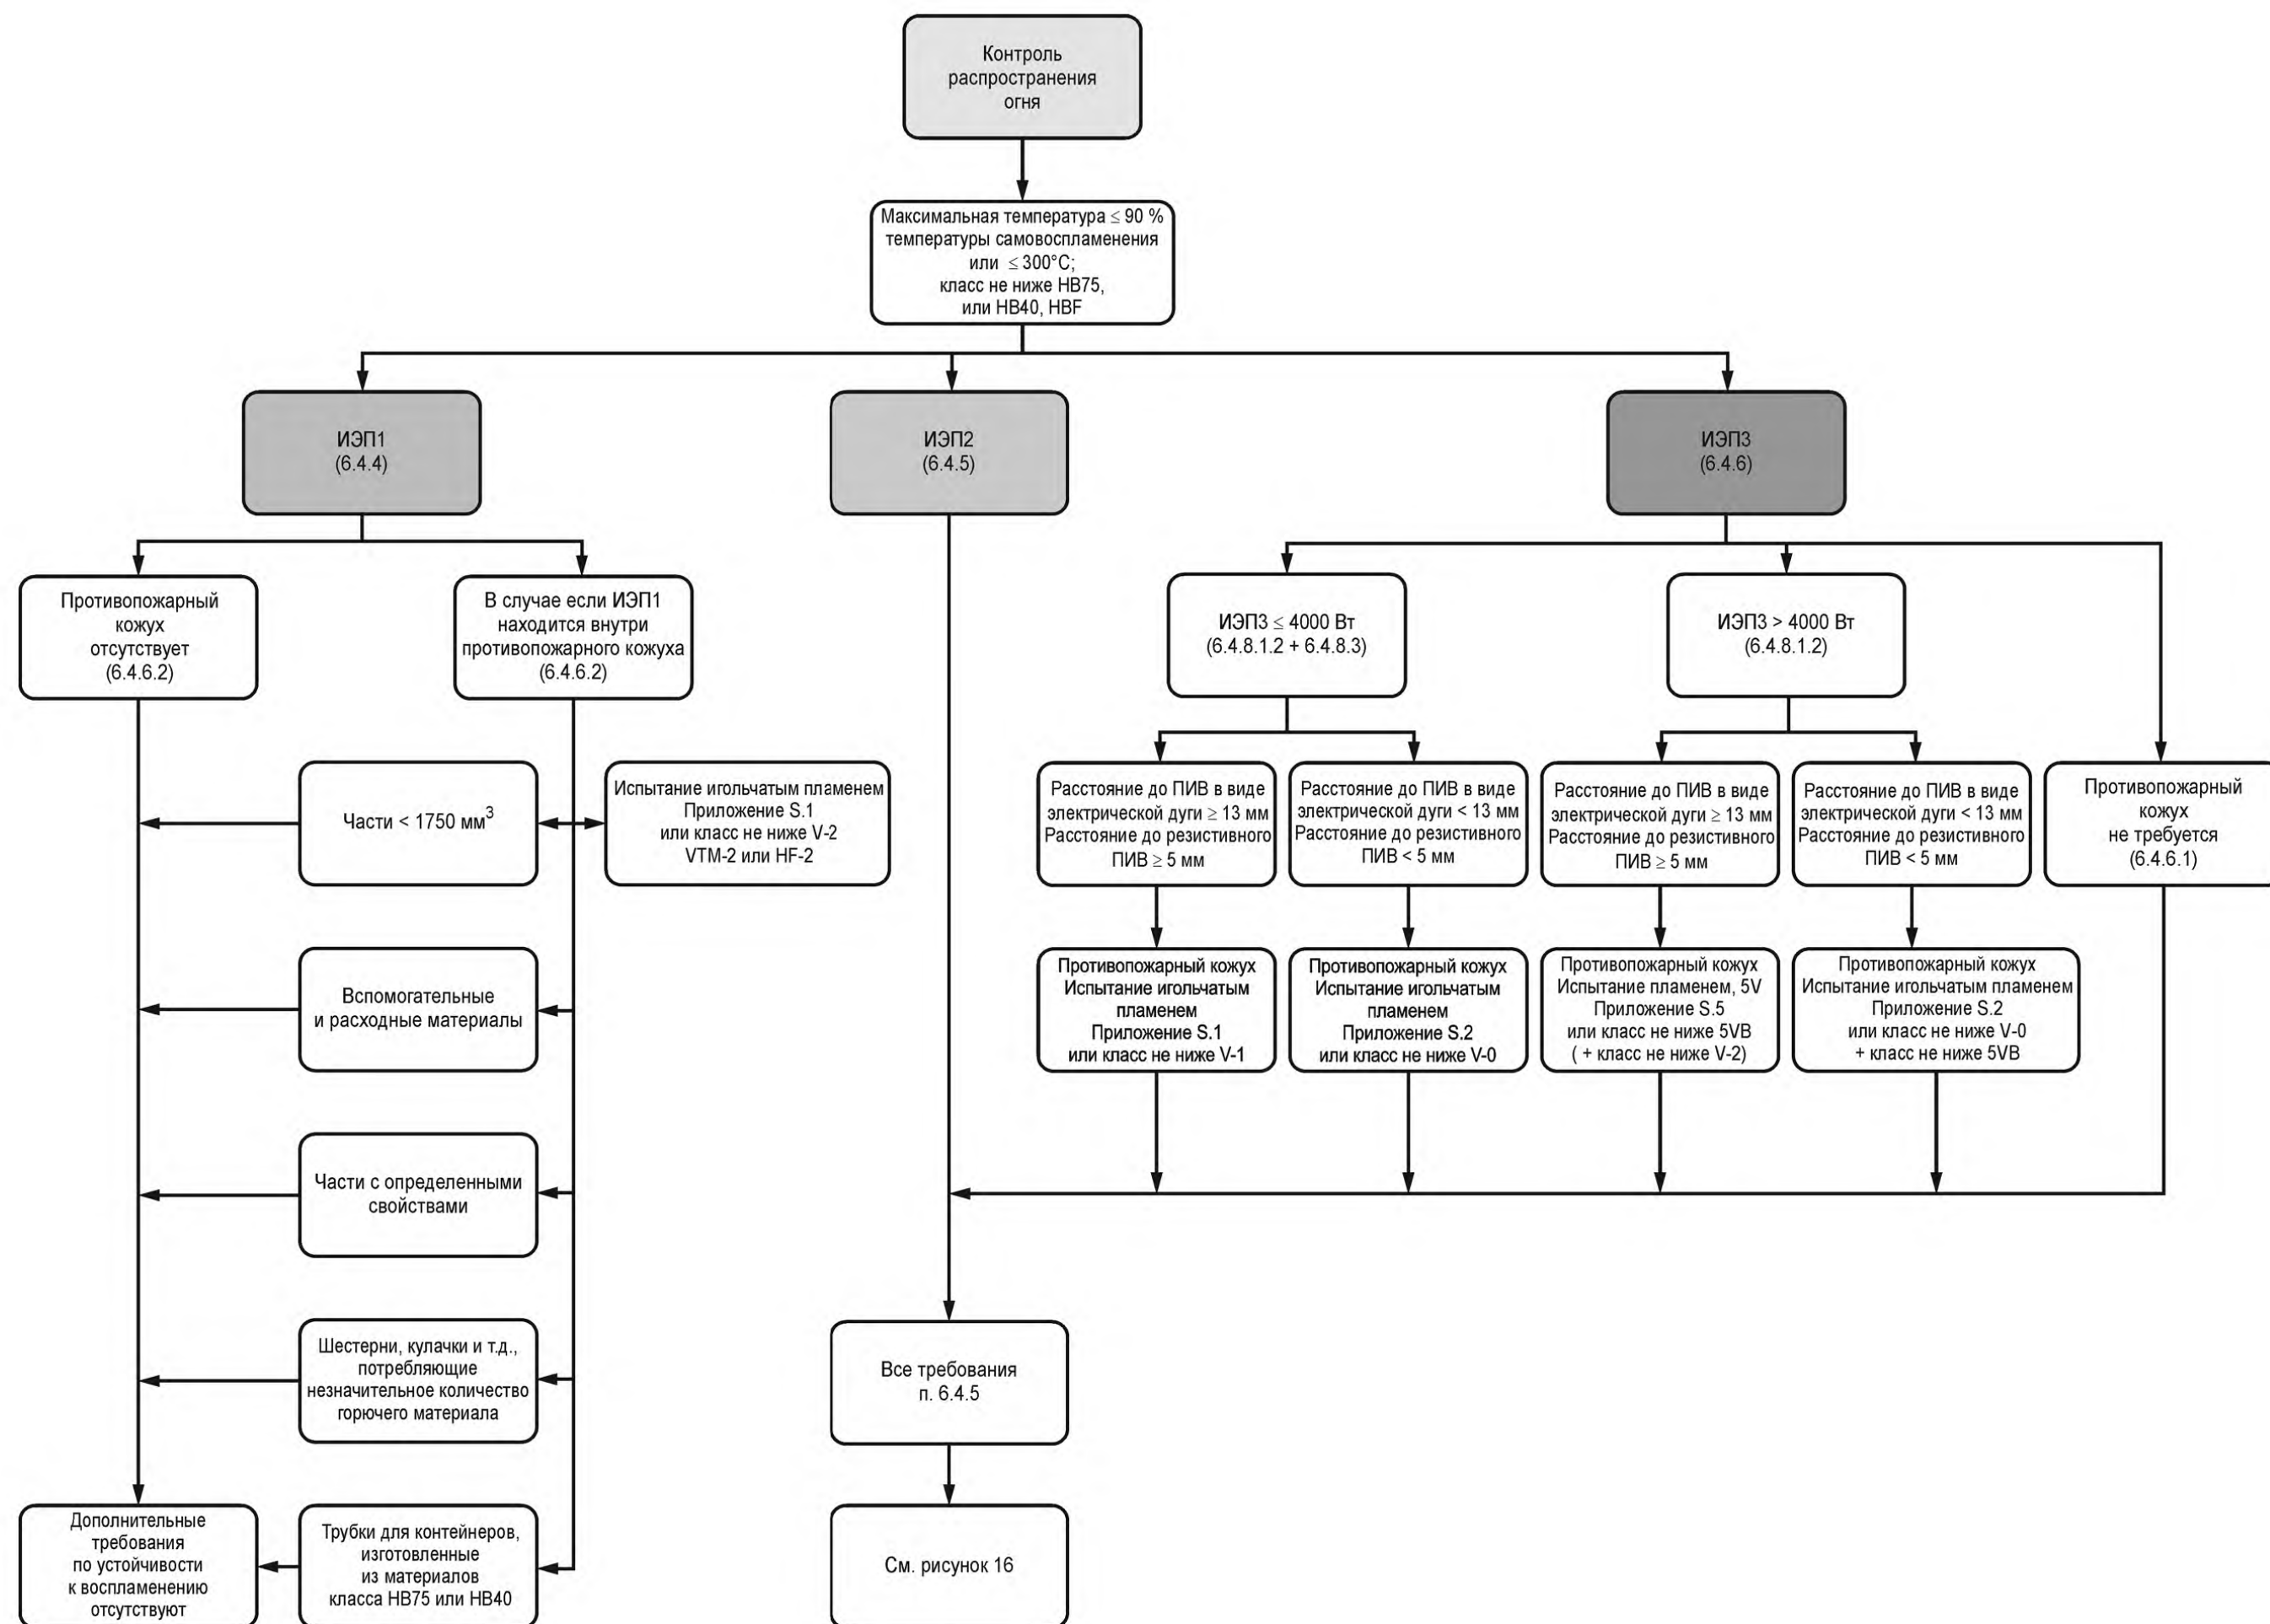 Контроль
распространения
огня
Максимальная температура ≤ 90 %
температуры самовоспламенения
или ≤ 300°C;
класс не ниже HB75,
или HB40, HBF
ИЭП1
(6.4.4)
ИЭП2
(6.4.5)
ИЭП3
(6.4.6)
Противопожарный
кожух
отсутствует
(6.4.6.2)
В случае если ИЭП1
находится внутри
противопожарного кожуха
(6.4.6.2)
ИЭП3 ≤ 4000 Вт
(6.4.8.1.2 + 6.4.8.3)
ИЭП3 > 4000 Вт
(6.4.8.1.2)
Части < 1750 мм³
Испытание игольчатым пламенем
Приложение S.1
или класс не ниже V-2
VTM-2 или HF-2
Расстояние до ПИВ в виде
электрической дуги ≥ 13 мм
Расстояние до резистивного
ПИВ ≥ 5 мм
Расстояние до ПИВ в виде
электрической дуги < 13 мм
Расстояние до резистивного
ПИВ < 5 мм
Расстояние до ПИВ в виде
электрической дуги ≥ 13 мм
Расстояние до резистивного
ПИВ ≥ 5 мм
Расстояние до ПИВ в виде
электрической дуги < 13 мм
Расстояние до резистивного
ПИВ < 5 мм
Противопожарный
кожух
не требуется
(6.4.6.1)
Вспомогательные
и расходные материалы
Противопожарный кожух
Испытание игольчатым
пламенем
Приложение S.1
или класс не ниже V-1
Противопожарный кожух
Испытание игольчатым
пламенем
Приложение S.2
или класс не ниже V-0
Противопожарный кожух
Испытание пламенем, 5V
Приложение S.5
или класс не ниже 5VB
( + класс не ниже V-2)
Противопожарный кожух
Испытание игольчатым пламенем
Приложение S.2
или класс не ниже V-0
+ класс не ниже 5VB
Части с определенными
свойствами
Шестерни, кулачки и т.д.,
потребляющие
незначительное количество
горючего материала
Все требования
п. 6.4.5
Дополнительные
требования
по устойчивости
к воспламенению
отсутствуют
Трубки для контейнеров,
изготовленные
из материалов
класса HB75 или HB40
См. рисунок 16